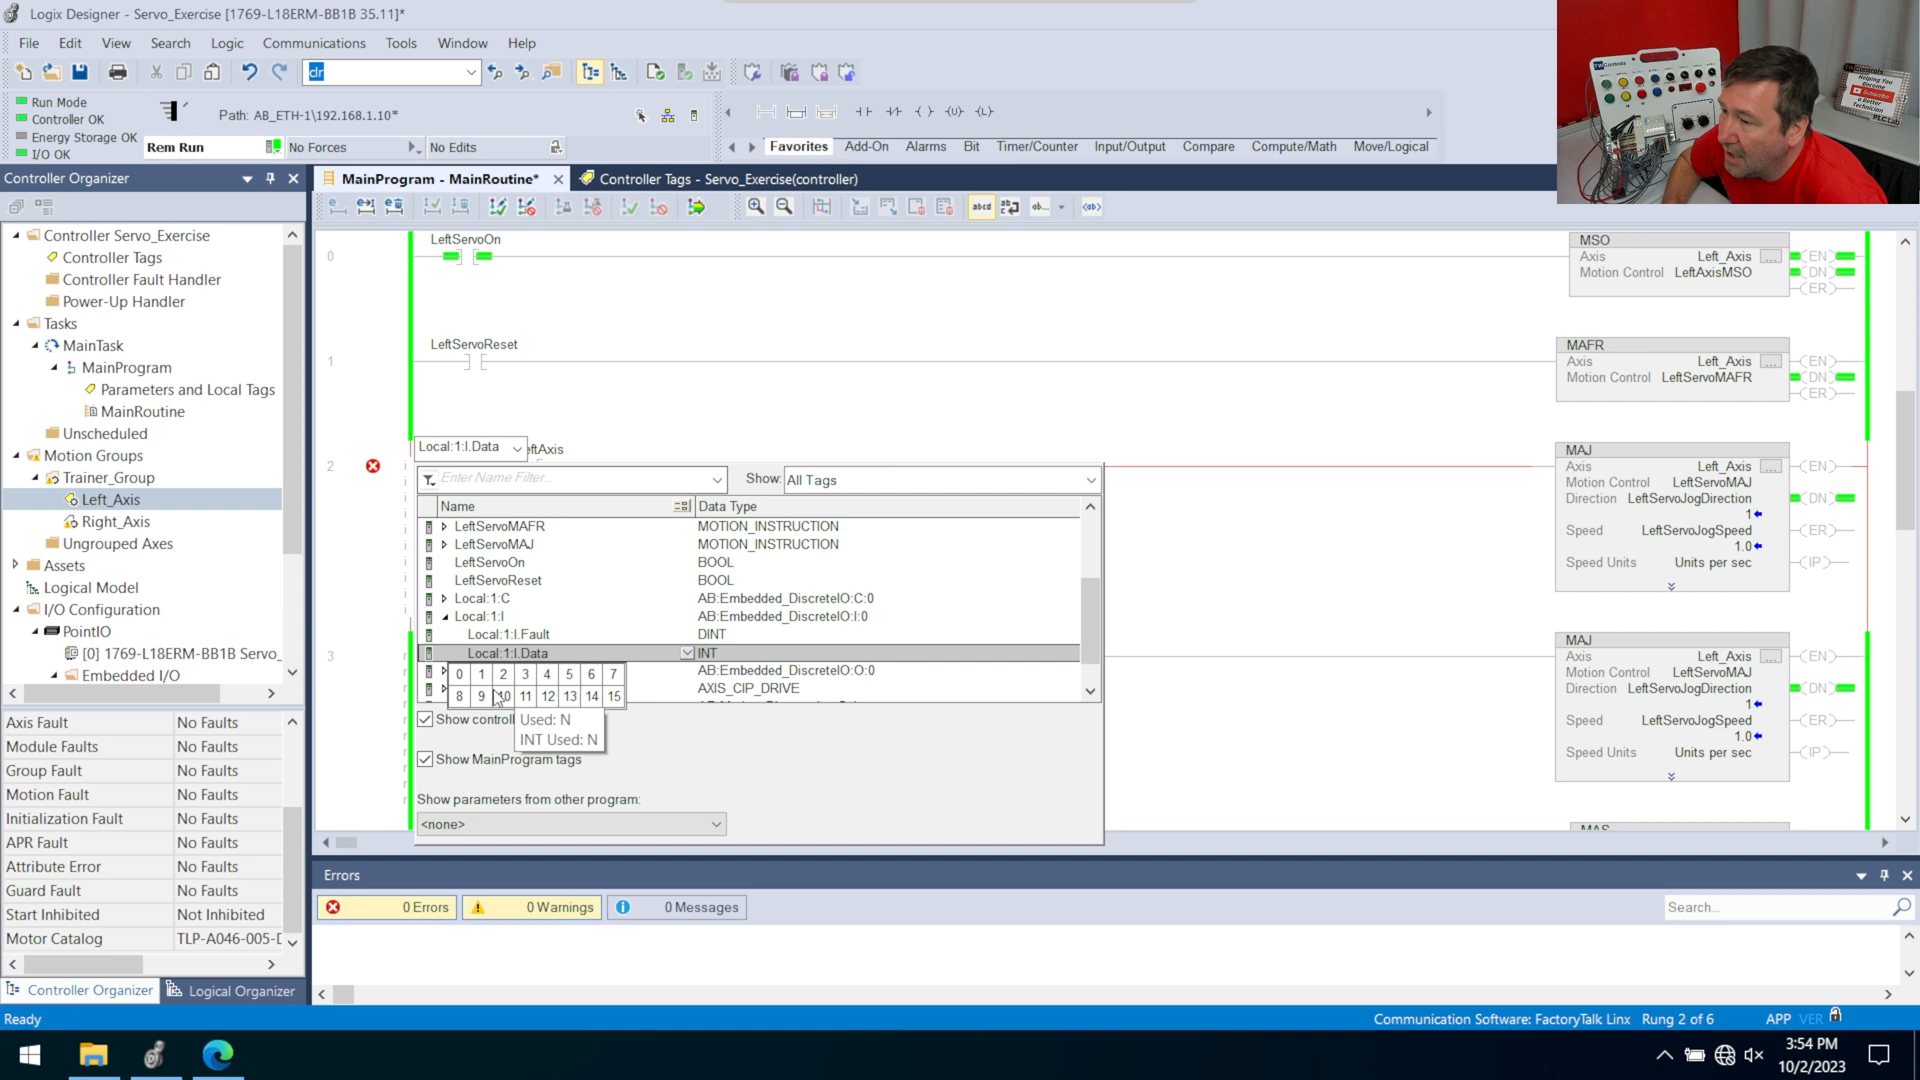 Logix Designer - Servo_Exercise [1769-L18ERM-BB1B 35.11]*
File Edit View Search Logic Communications Tools Window Help
clr
Run Mode
Controller OK
Energy Storage OK
I/O OK
Path: AB_ETH-1\192.168.1.10*
Rem Run
No Forces
No Edits
Favorites Add-On Alarms Bit Timer/Counter Input/Output Compare Compute/Math Move/Logical
TWControls
Helping You
Become
Subscribe
a Better
Technician
PLC Lab
Controller Organizer
MainProgram - MainRoutine*
Controller Tags - Servo_Exercise(controller)
Controller Servo_Exercise
Controller Tags
Controller Fault Handler
Power-Up Handler
Tasks
MainTask
MainProgram
Parameters and Local Tags
MainRoutine
Unscheduled
Motion Groups
Trainer_Group
Left_Axis
Right_Axis
Ungrouped Axes
Assets
Logical Model
I/O Configuration
PointIO
[0] 1769-L18ERM-BB1B Servo_
Embedded I/O
Axis Fault No Faults
Module Faults No Faults
Group Fault No Faults
Motion Fault No Faults
Initialization Fault No Faults
APR Fault No Faults
Attribute Error No Faults
Guard Fault No Faults
Start Inhibited Not Inhibited
Motor Catalog TLP-A046-005-D
Controller Organizer Logical Organizer
abcd
0
LeftServoOn
MSO
Axis Left_Axis ...
Motion Control LeftAxisMSO
EN
DN
ER
1
LeftServoReset
MAFR
Axis Left_Axis ...
Motion Control LeftServoMAFR
EN
DN
ER
2
Local:1:I.Data
eftAxis
MAJ
Axis Left_Axis ...
Motion Control LeftServoMAJ
Direction LeftServoJogDirection
1
Speed LeftServoJogSpeed
1.0
Speed Units Units per sec
EN
DN
ER
IP
3
MAJ
Axis Left_Axis ...
Motion Control LeftServoMAJ
Direction LeftServoJogDirection
1
Speed LeftServoJogSpeed
1.0
Speed Units Units per sec
EN
DN
ER
IP
MAS
Enter Name Filter...
Show: All Tags
Name Data Type
LeftServoMAFR MOTION_INSTRUCTION
LeftServoMAJ MOTION_INSTRUCTION
LeftServoOn BOOL
LeftServoReset BOOL
Local:1:C AB:Embedded_DiscreteIO:C:0
Local:1:I AB:Embedded_DiscreteIO:I:0
Local:1:I.Fault DINT
Local:1:I.Data INT
AB:Embedded_DiscreteIO:O:0
AXIS_CIP_DRIVE
0 1 2 3 4 5 6 7
8 9 10 11 12 13 14 15
Used: N
INT Used: N
Show controll
Show MainProgram tags
Show parameters from other program:
<none>
Errors
0 Errors
0 Warnings
0 Messages
Search...
Ready
Communication Software: FactoryTalk Linx Rung 2 of 6 APP VER
3:54 PM
10/2/2023